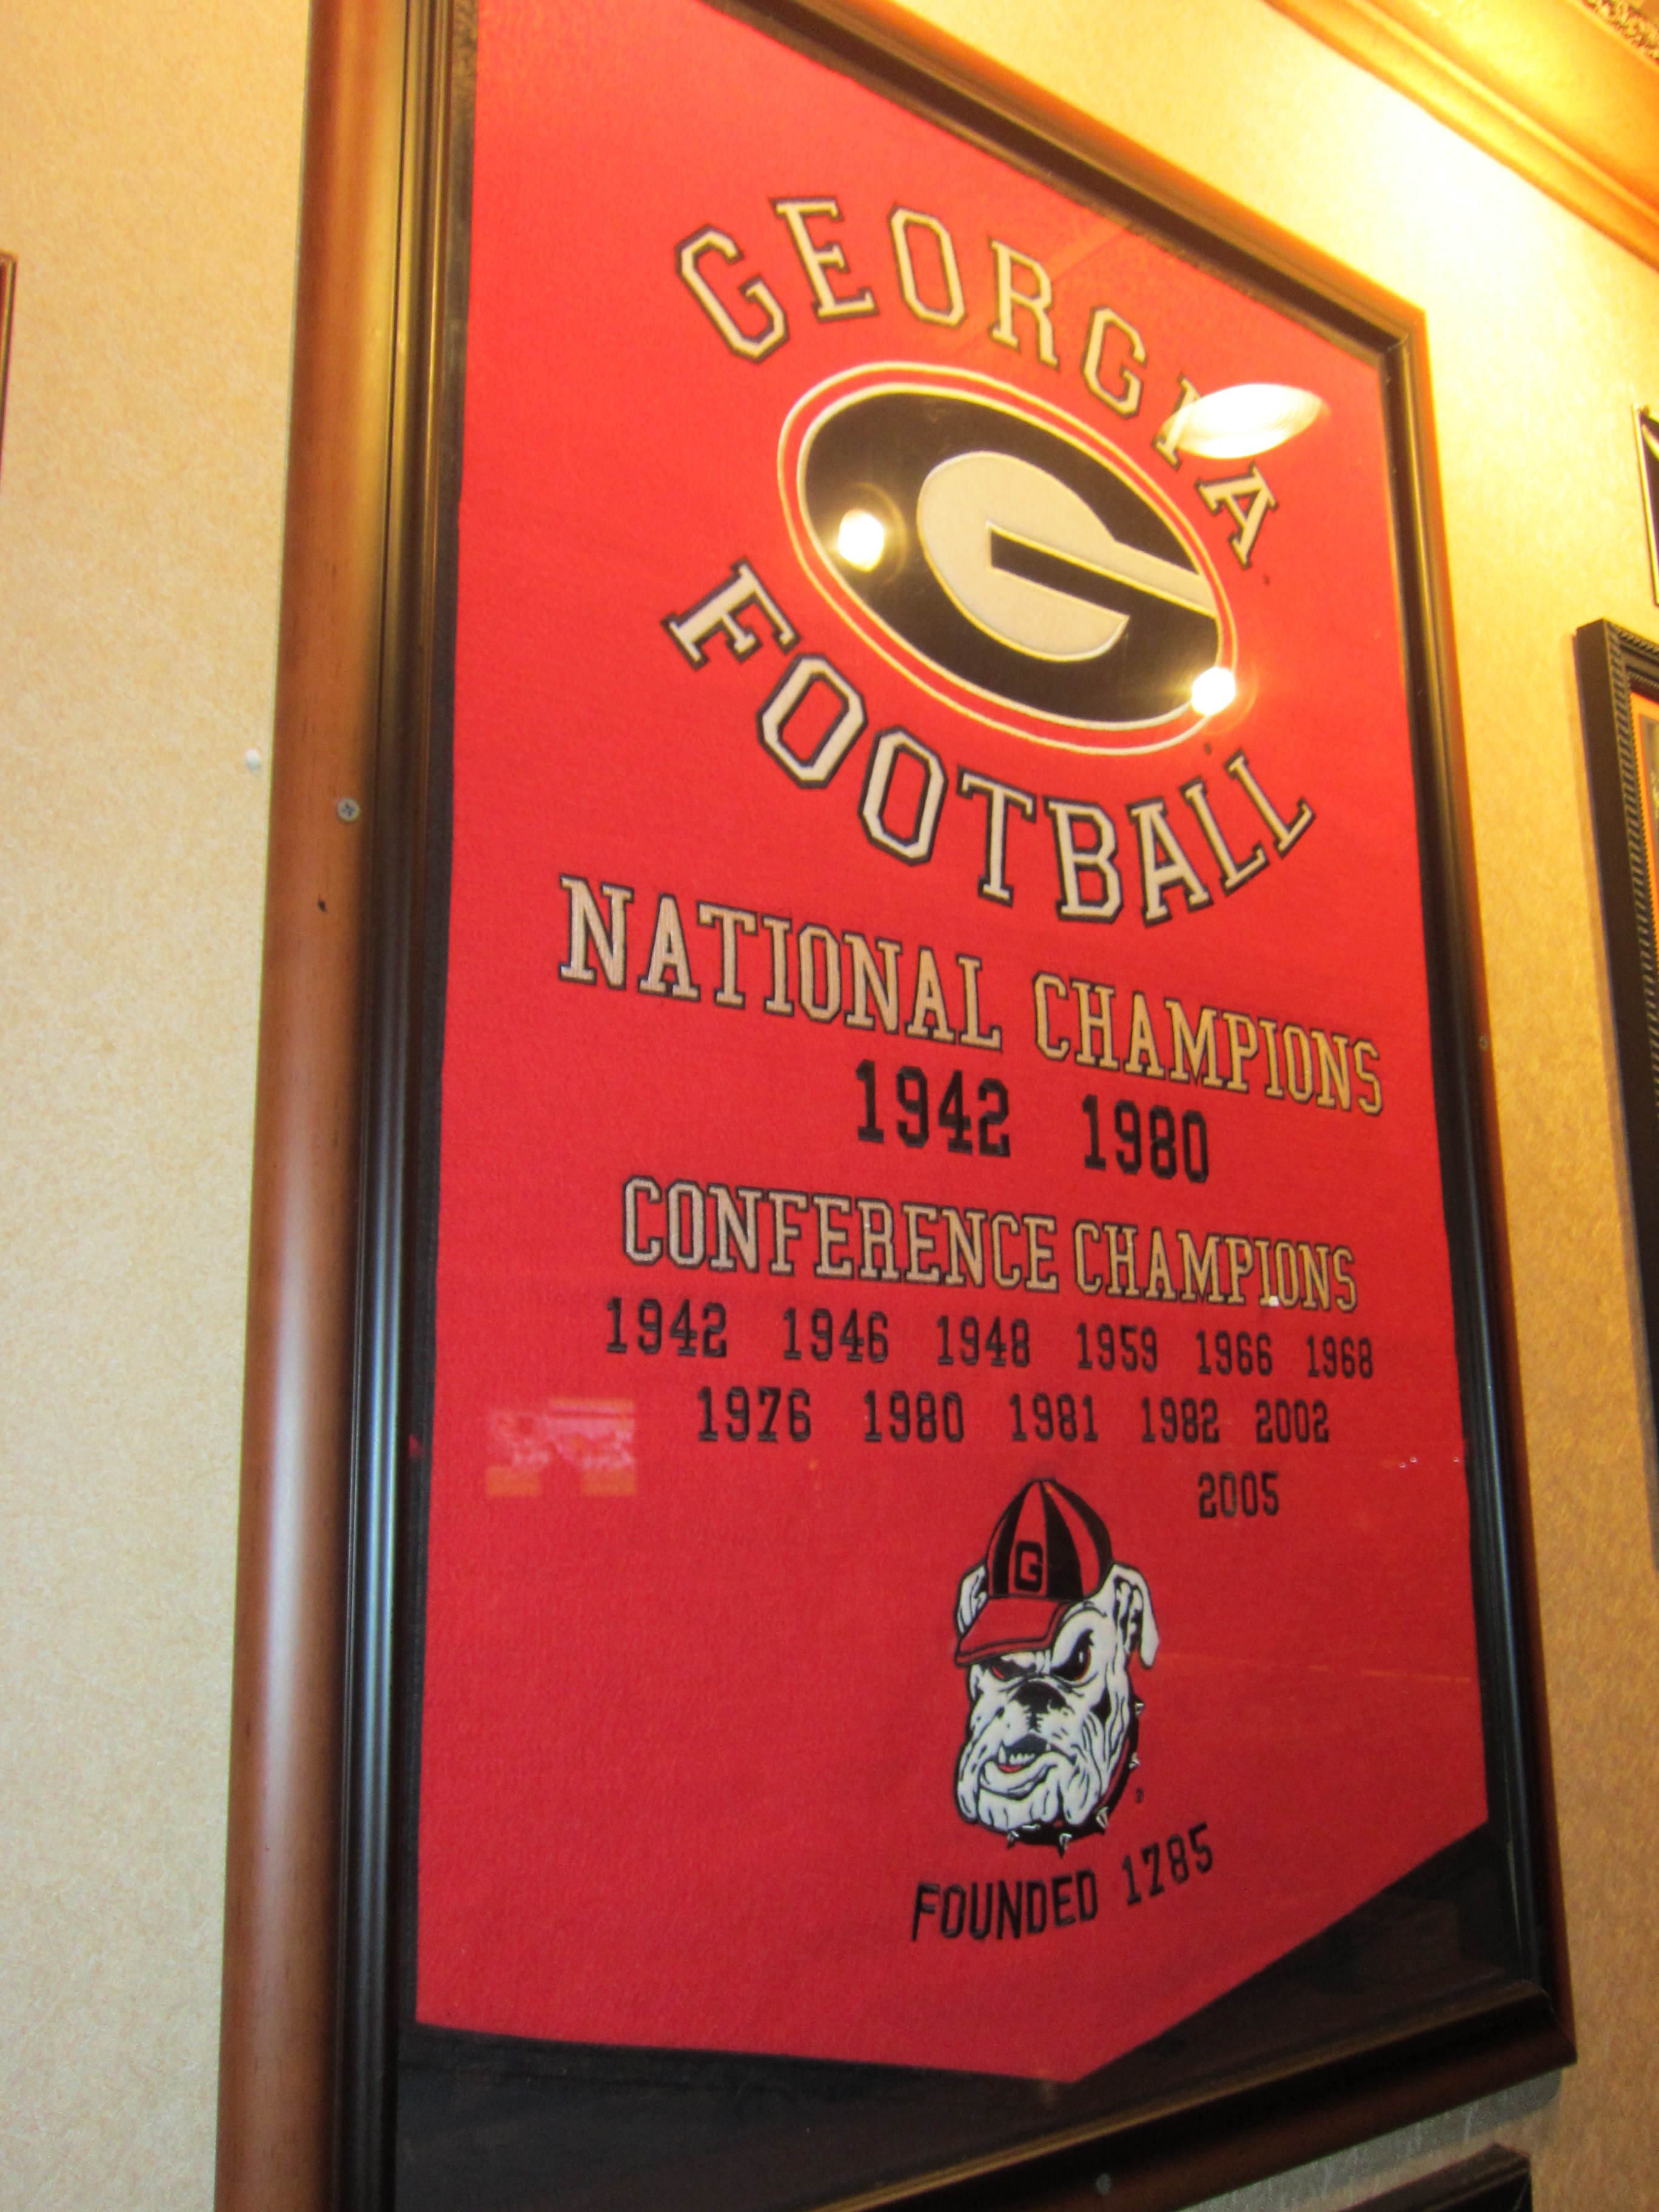 GEORGIA
G
FOOTBALL
NATIONAL CHAMPIONS
1942 1980
CONFERENCE CHAMPIONS
1942 1946 1948 1959 1966 1968
1976 1980 1981 1982 2002
2005
G
FOUNDED 1785